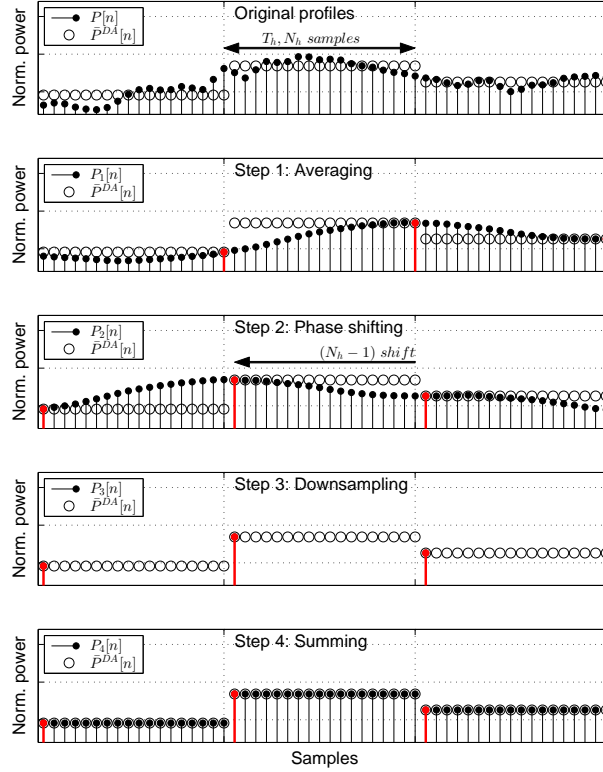 Original profiles
P[n]
P̄^{DA}[n]
T_h, N_h samples
Norm. power
Step 1: Averaging
P_1[n]
P̄^{DA}[n]
Norm. power
Step 2: Phase shifting
P_2[n]
P̄^{DA}[n]
(N_h − 1) shift
Norm. power
Step 3: Downsampling
P_3[n]
P̄^{DA}[n]
Norm. power
Step 4: Summing
P_4[n]
P̄^{DA}[n]
Norm. power
Samples